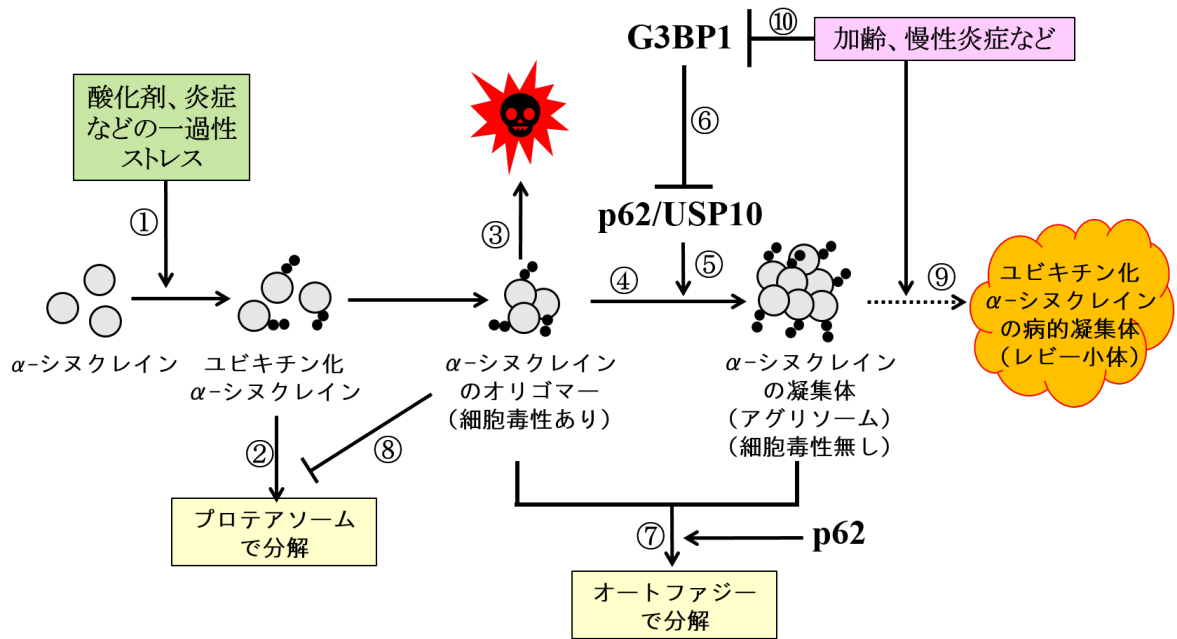 G3BP1
⑩
加齢、慢性炎症など
酸化剤、炎症
などの一過性
ストレス
⑥
①
③
p62/USP10
④
⑤
⑨
ユビキチン化
α-シヌクレイン
の病的凝集体
(レビー小体)
α-シヌクレイン
ユビキチン化
α-シヌクレイン
α-シヌクレイン
のオリゴマー
(細胞毒性あり)
α-シヌクレイン
の凝集体
(アグリソーム)
(細胞毒性無し)
②
⑧
プロテアソーム
で分解
⑦
p62
オートファジー
で分解